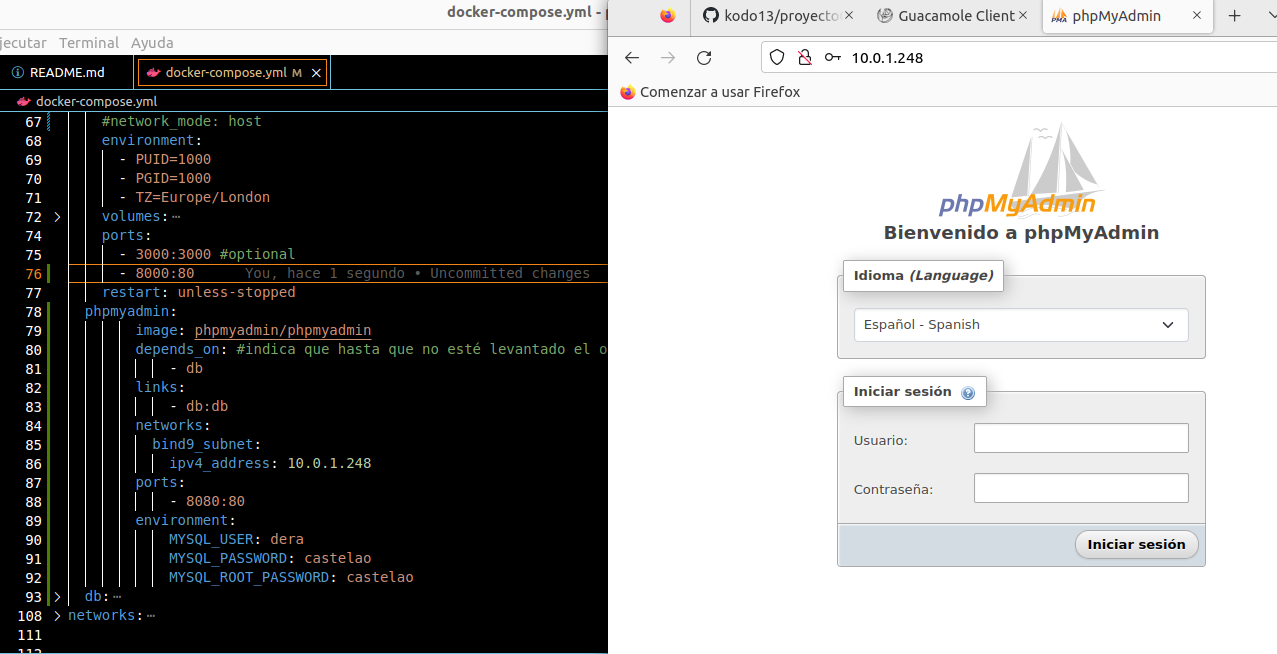 docker-compose.yml -
jecutar Terminal Ayuda
README.md
docker-compose.yml M
docker-compose.yml
67 #network_mode: host
68 environment:
69 - PUID=1000
70 - PGID=1000
71 - TZ=Europe/London
72 volumes:…
74 ports:
75 - 3000:3000 #optional
76 - 8000:80 You, hace 1 segundo • Uncommitted changes
77 restart: unless-stopped
78 phpmyadmin:
79 image: phpmyadmin/phpmyadmin
80 depends_on: #indica que hasta que no esté levantado el o
81 - db
82 links:
83 - db:db
84 networks:
85 bind9_subnet:
86 ipv4_address: 10.0.1.248
87 ports:
88 - 8080:80
89 environment:
90 MYSQL_USER: dera
91 MYSQL_PASSWORD: castelao
92 MYSQL_ROOT_PASSWORD: castelao
93 db:…
108 networks:…
111
kodo13/proyecto
Guacamole Client
phpMyAdmin
10.0.1.248
Comenzar a usar Firefox
phpMyAdmin
Bienvenido a phpMyAdmin
Idioma (Language)
Español - Spanish
Iniciar sesión
Usuario:
Contraseña:
Iniciar sesión